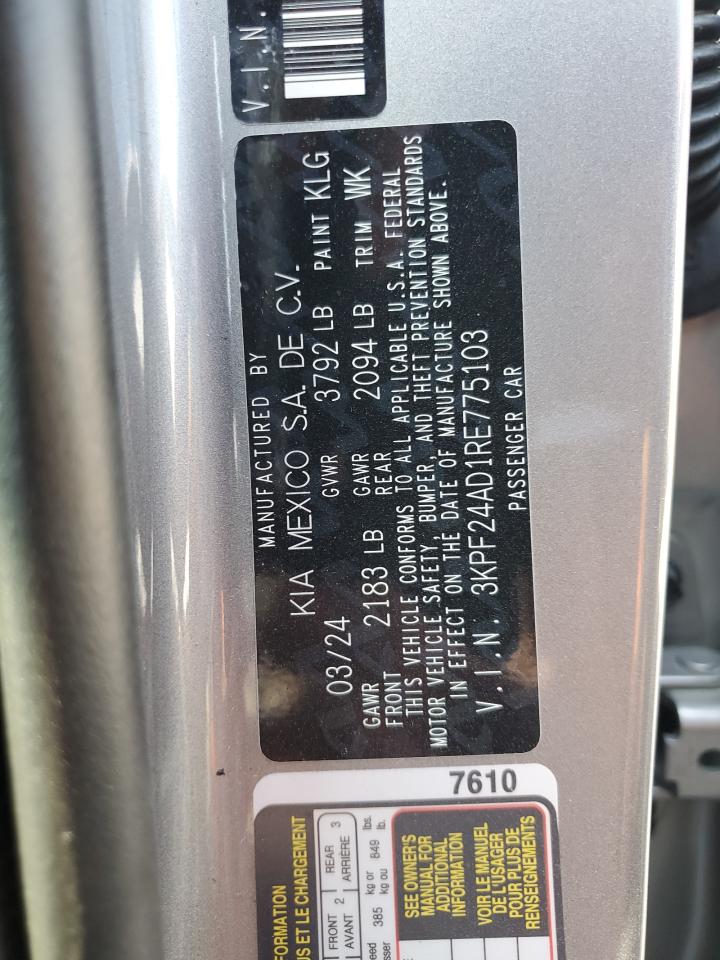 V.I.N.
MANUFACTURED BY
KIA MEXICO S.A. DE C.V.
03/24 GVWR 3792 LB PAINT KLG
GAWR FRONT 2183 LB GAWR REAR 2094 LB TRIM WK
THIS VEHICLE CONFORMS TO ALL APPLICABLE U.S.A. FEDERAL
MOTOR VEHICLE SAFETY, BUMPER, AND THEFT PREVENTION STANDARDS
IN EFFECT ON THE DATE OF MANUFACTURE SHOWN ABOVE.
V.I.N. 3KPF24AD1RE775103
PASSENGER CAR
7610
FRONT 2 REAR 3
AVANT 2 ARRIÈRE 3
385 kg or 849 lbs.
kg ou lb.
SEE OWNER'S
MANUAL FOR
ADDITIONAL
INFORMATION
VOIR LE MANUEL
DE L'USAGER
POUR PLUS DE
RENSEIGNEMENTS
ET LE CHARGEMENT